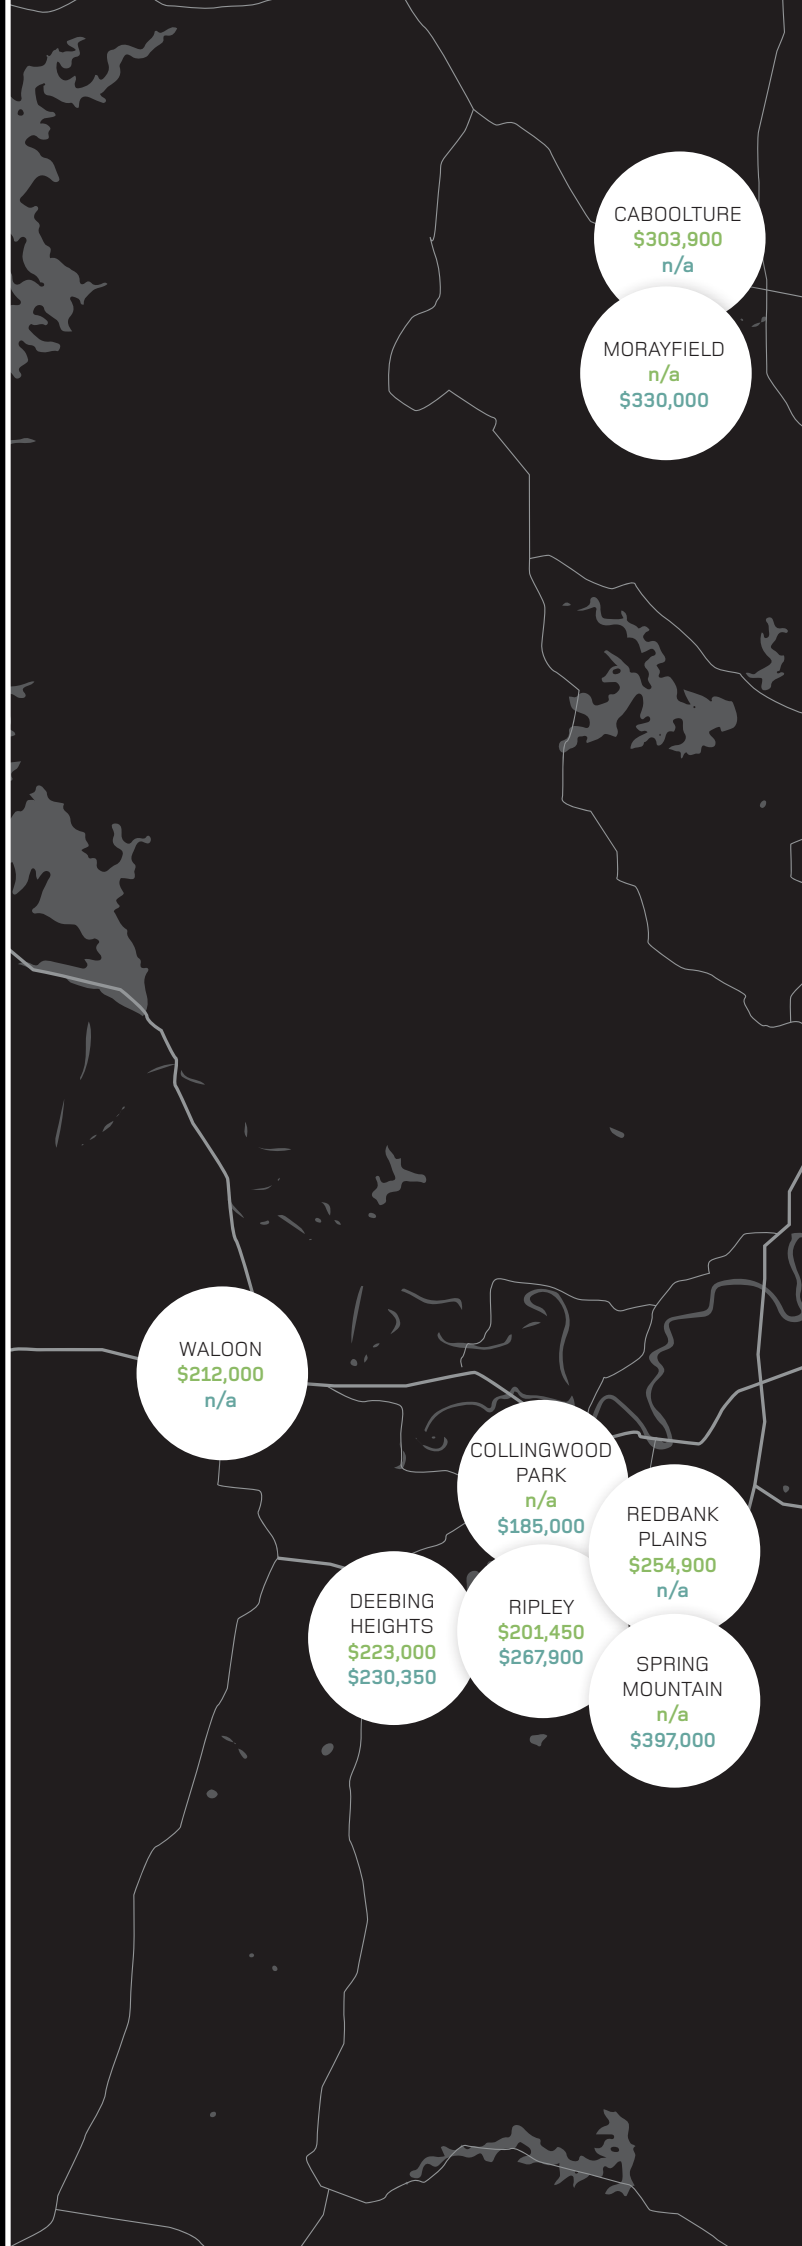 CABOOLTURE
$303,900
n/a
MORAYFIELD
n/a
$330,000
WALOON
$212,000
n/a
COLLINGWOOD
PARK
n/a
$185,000
REDBANK
PLAINS
$254,900
n/a
DEEBING
HEIGHTS
$223,000
$230,350
RIPLEY
$201,450
$267,900
SPRING
MOUNTAIN
n/a
$397,000